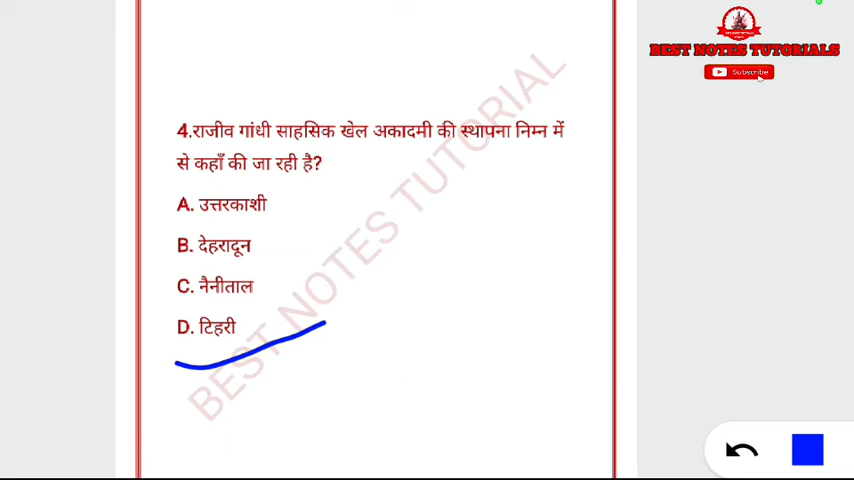 BEST NOTES TUTORIALS
Subscribe
4.राजीव गांधी साहसिक खेल अकादमी की स्थापना निम्न में
से कहाँ की जा रही है?
A. उत्तरकाशी
B. देहरादून
C. नैनीताल
D. टिहरी
BEST NOTES TUTORIAL